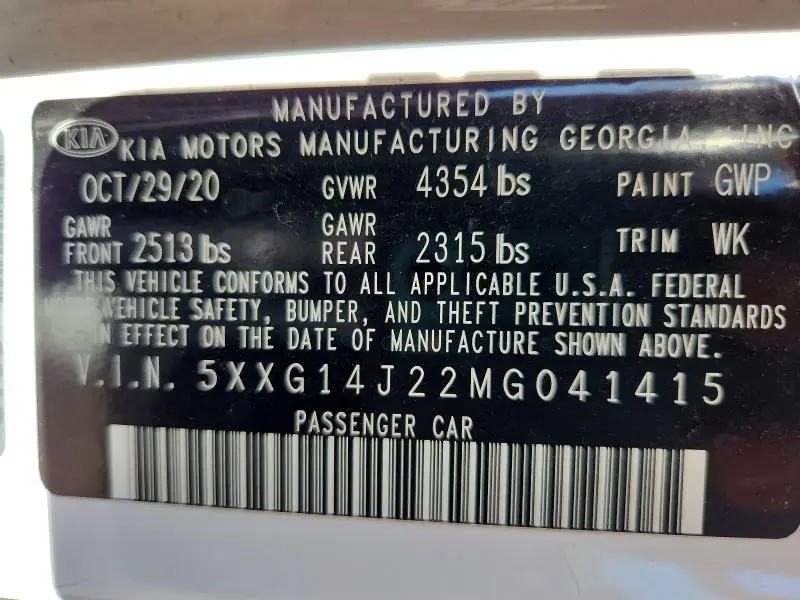 MANUFACTURED BY
KIA KIA MOTORS MANUFACTURING GEORGIA, INC
OCT/29/20 GVWR 4354 lbs PAINT GWP
GAWR FRONT 2513 lbs GAWR REAR 2315 lbs TRIM WK
THIS VEHICLE CONFORMS TO ALL APPLICABLE U.S.A. FEDERAL
VEHICLE SAFETY, BUMPER, AND THEFT PREVENTION STANDARDS
IN EFFECT ON THE DATE OF MANUFACTURE SHOWN ABOVE.
V.I.N. 5XXG14J22MG041415
PASSENGER CAR